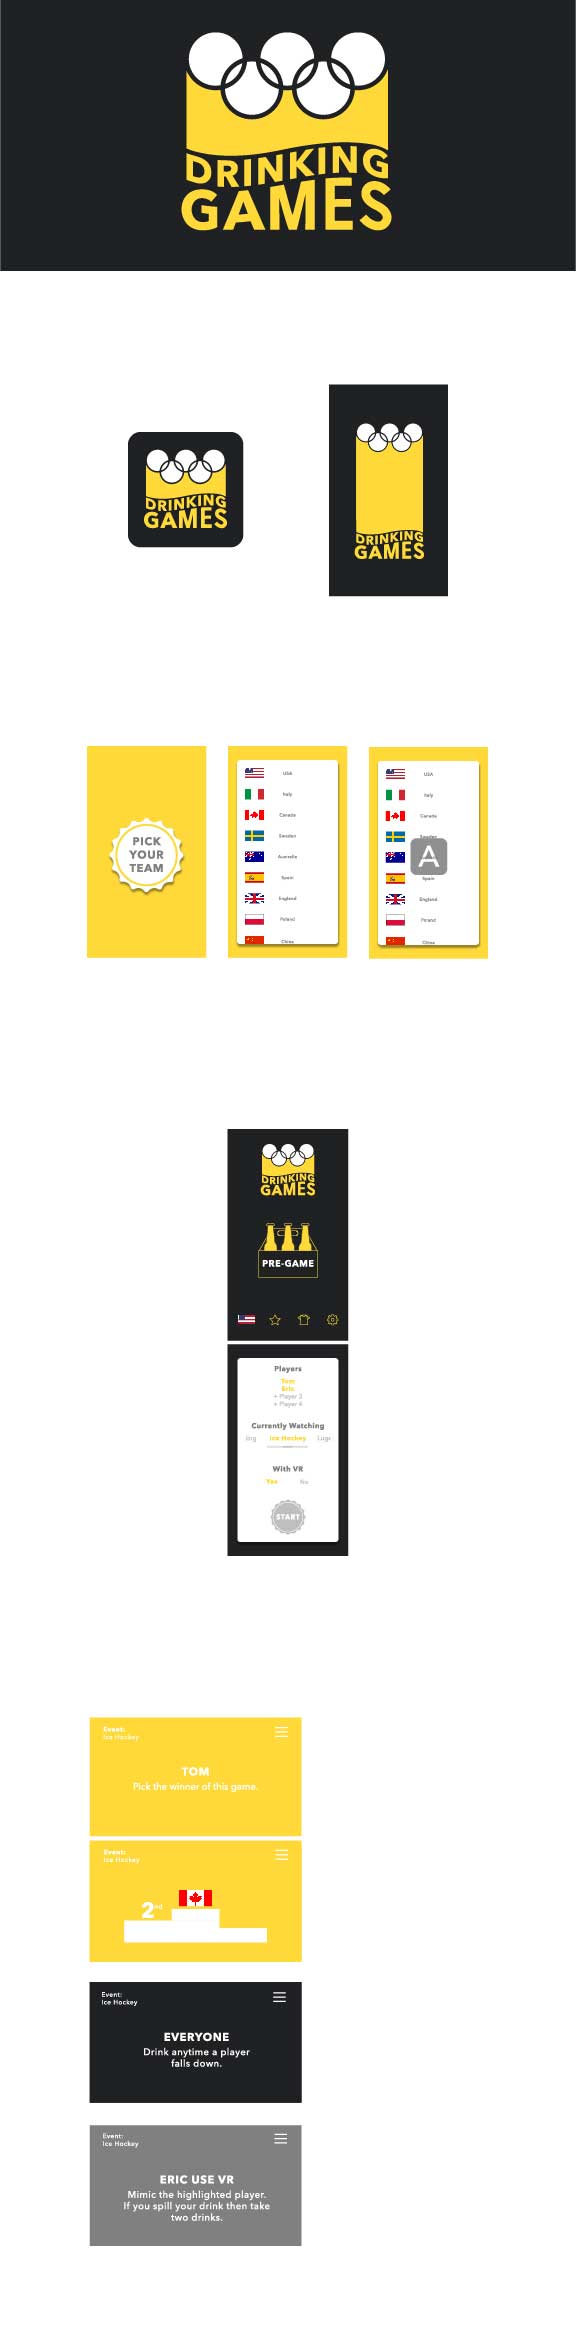 DRINKING
GAMES
DRINKING
GAMES
DRINKING
GAMES
PICK
YOUR
TEAM
USA
Italy
Canada
Sweden
Australia
Spain
England
Poland
China
USA
Italy
Canada
Sweden
A
Spain
England
Poland
China
DRINKING
GAMES
PRE-GAME
Players
Tom
Eric
+ Player 3
+ Player 4
Currently Watching
Ice Hockey
With VR
Yes No
START
Event:
Ice Hockey
TOM
Pick the winner of this game.
Event:
Ice Hockey
2nd
Event:
Ice Hockey
EVERYONE
Drink anytime a player
falls down.
Event:
Ice Hockey
ERIC USE VR
Mimic the highlighted player.
If you spill your drink then take
two drinks.